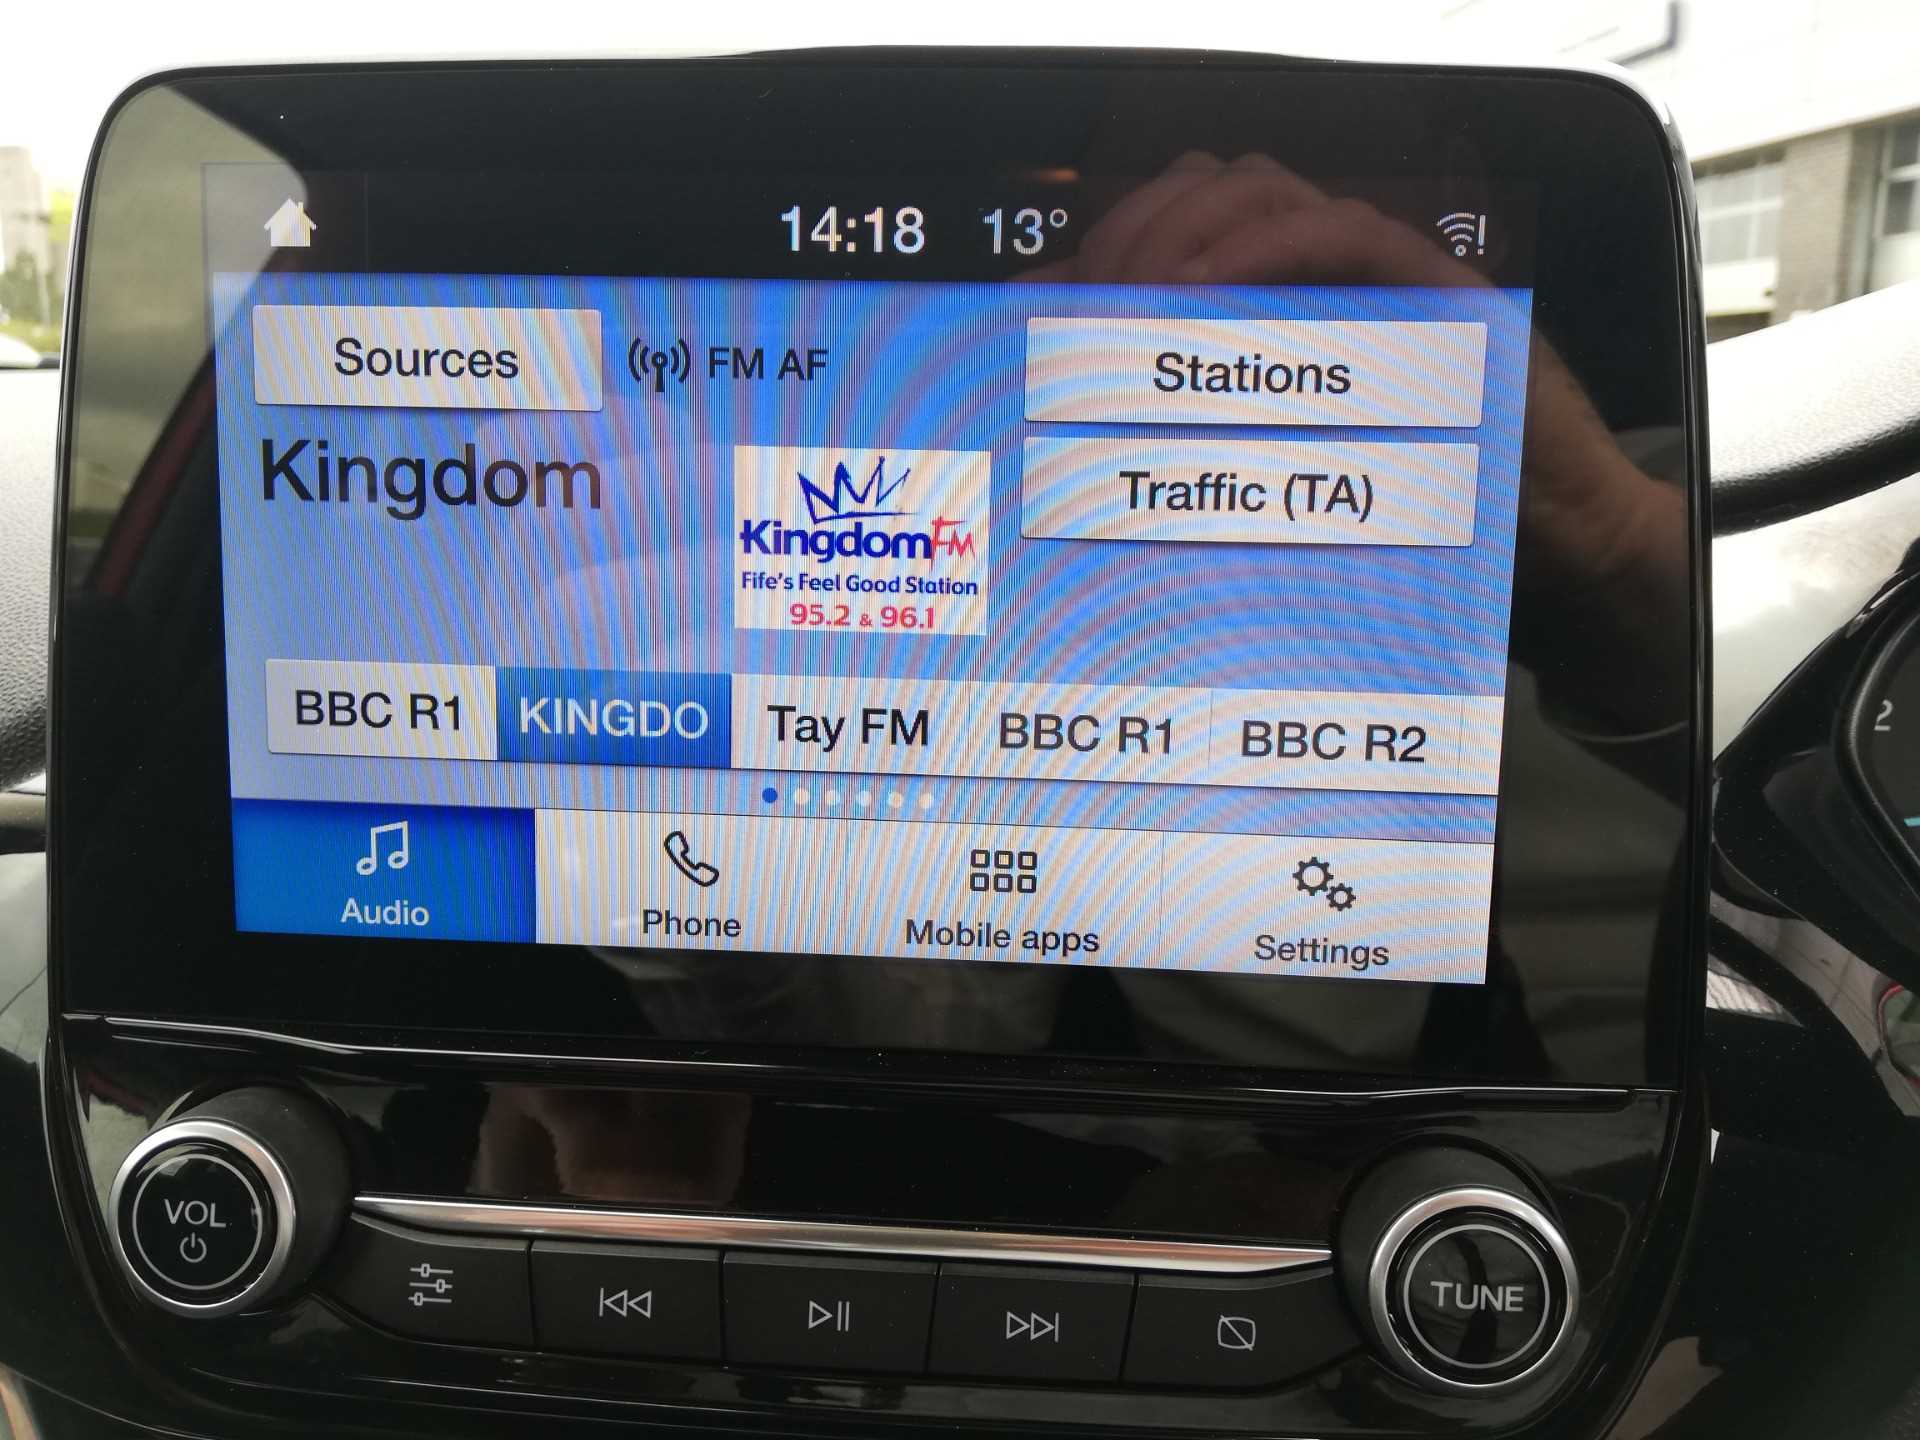 14:18 13°
Sources
FM AF
Stations
Kingdom
Traffic (TA)
KingdomFM
Fife's Feel Good Station
95.2 & 96.1
BBC R1
KINGDO
Tay FM
BBC R1
BBC R2
Audio
Phone
Mobile apps
Settings
VOL
TUNE
2